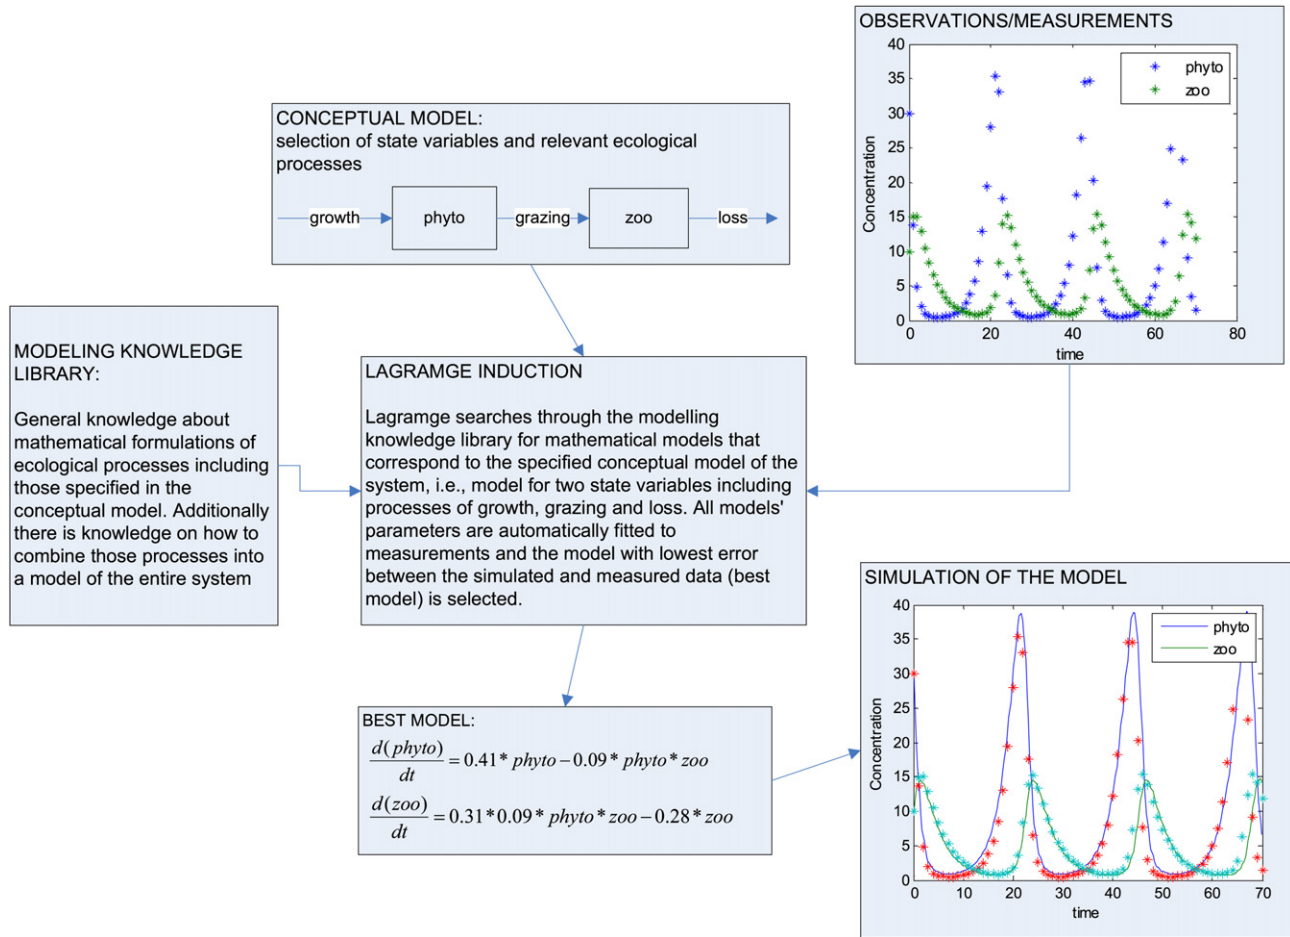 OBSERVATIONS/MEASUREMENTS
40
35
30
25
20
15
10
5
0
0
20
40
60
80
Concentration
time
phyto
zoo
CONCEPTUAL MODEL:
selection of state variables and relevant ecological
processes
growth
phyto
grazing
zoo
loss
MODELING KNOWLEDGE
LIBRARY:
General knowledge about
mathematical formulations of
ecological processes including
those specified in the
conceptual model. Additionally
there is knowledge on how to
combine those processes into
a model of the entire system
LAGRAMGE INDUCTION
Lagramge searches through the modelling
knowledge library for mathematical models that
correspond to the specified conceptual model of the
system, i.e., model for two state variables including
processes of growth, grazing and loss. All models'
parameters are automatically fitted to
measurements and the model with lowest error
between the simulated and measured data (best
model) is selected.
BEST MODEL:
d(phyto)/dt = 0.41* phyto − 0.09* phyto* zoo
d(zoo)/dt = 0.31*0.09* phyto* zoo − 0.28* zoo
SIMULATION OF THE MODEL
40
35
30
25
20
15
10
5
0
0
10
20
30
40
50
60
70
Concentration
time
phyto
zoo